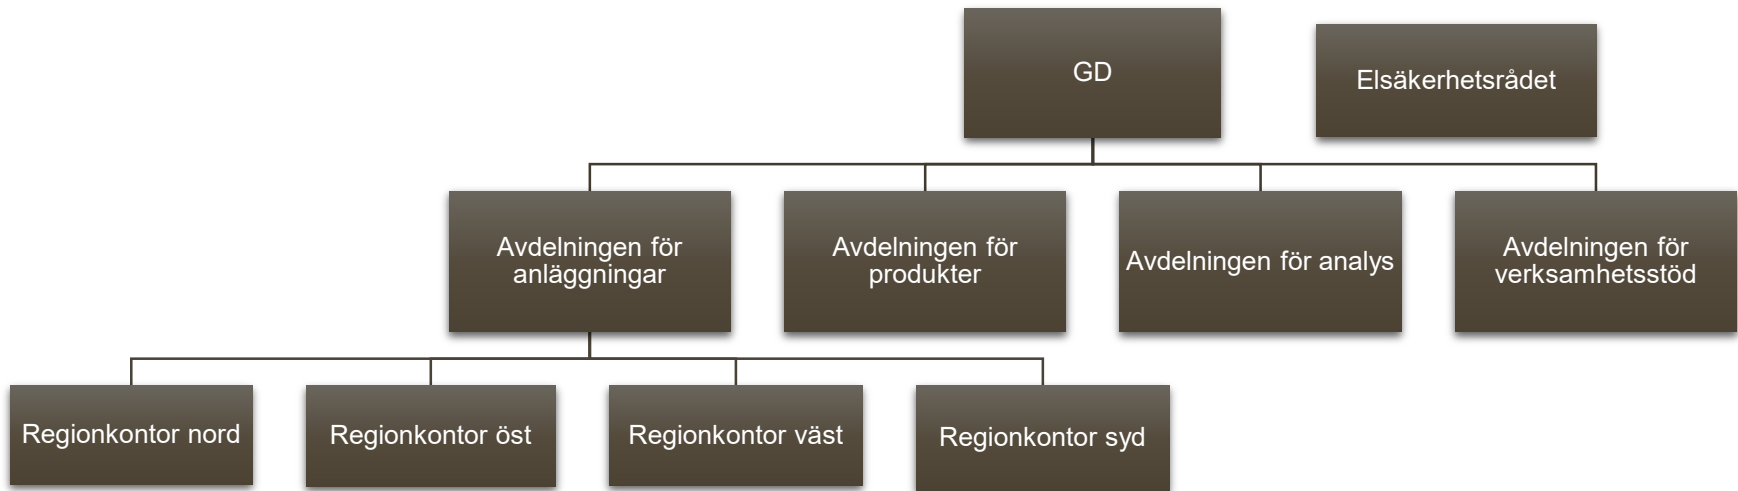 GD
Elsäkerhetsrådet
Avdelningen för
anläggningar
Avdelningen för
produkter
Avdelningen för analys
Avdelningen för
verksamhetsstöd
Regionkontor nord
Regionkontor öst
Regionkontor väst
Regionkontor syd